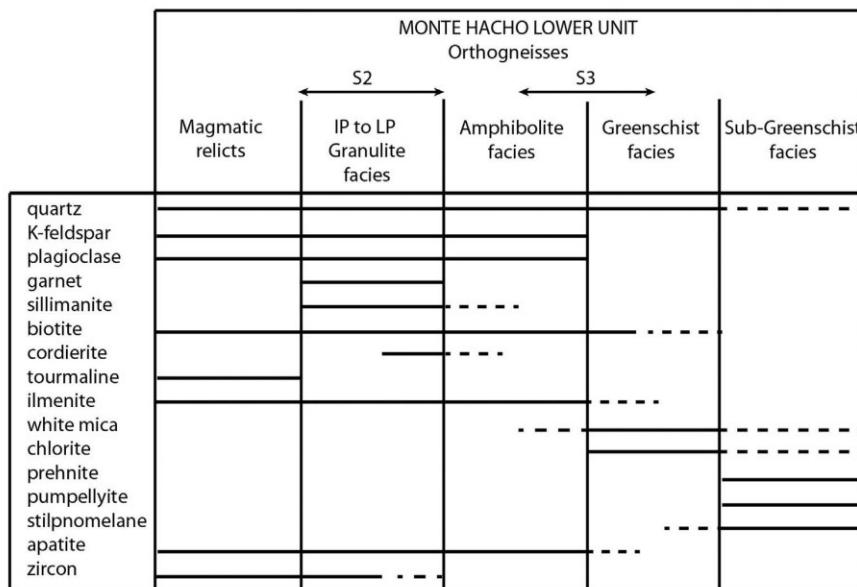 MONTE HACHO LOWER UNIT
Orthogneisses
S2 S3
Magmatic IP to LP Amphibolite Greenschist Sub-Greenschist
relicts Granulite facies facies facies
facies
quartz
K-feldspar
plagioclase
garnet
sillimanite
biotite
cordierite
tourmaline
ilmenite
white mica
chlorite
prehnite
pumpellyite
stilpnomelane
apatite
zircon